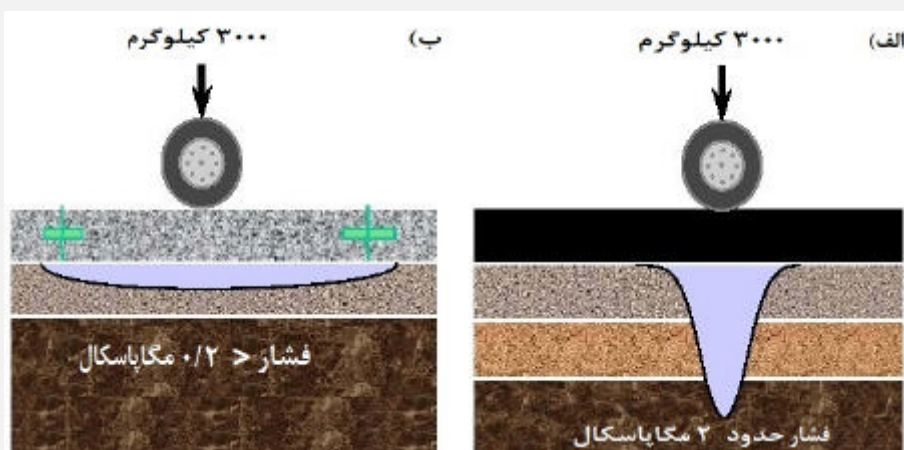 الف)
۳۰۰۰ کیلوگرم
فشار حدود ۲ مگاپاسکال
ب)
۳۰۰۰ کیلوگرم
فشار < ۰/۲ مگاپاسکال